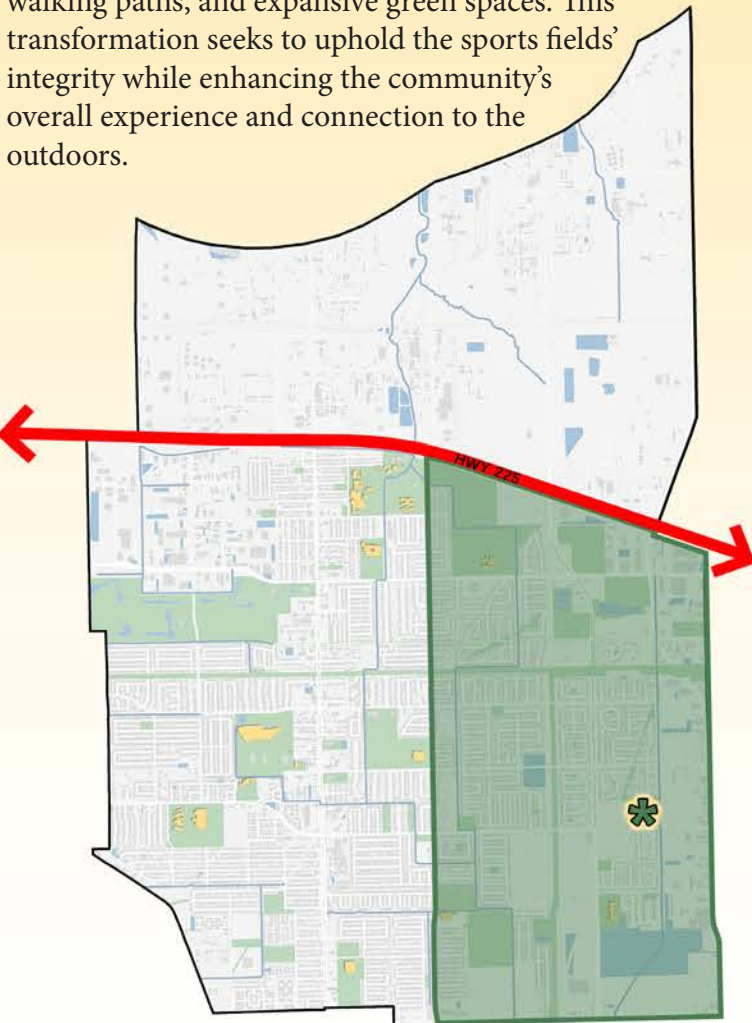 walking paths, and expansive green spaces. This
transformation seeks to uphold the sports fields’
integrity while enhancing the community’s
overall experience and connection to the
outdoors.
HWY 225